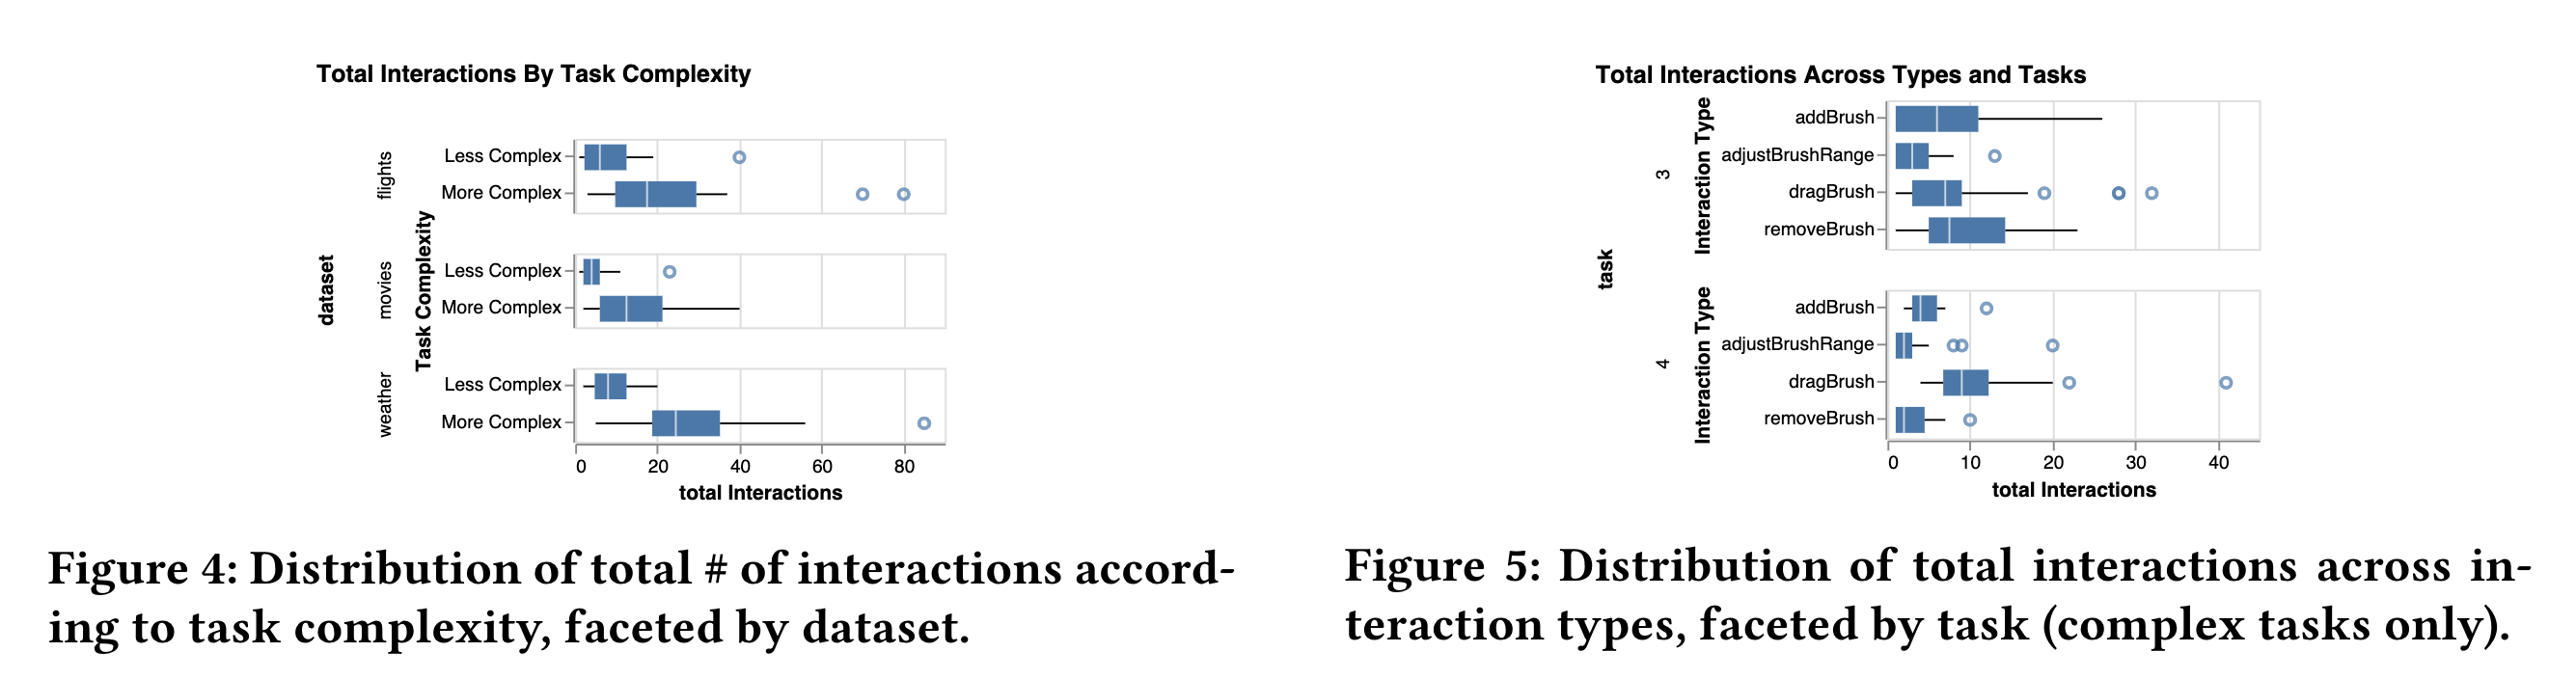 Total Interactions By Task Complexity
dataset
Task Complexity
flights
Less Complex
More Complex
movies
Less Complex
More Complex
weather
Less Complex
More Complex
0 20 40 60 80
total Interactions
Figure 4: Distribution of total # of interactions accord-
ing to task complexity, faceted by dataset.
Total Interactions Across Types and Tasks
task
3
Interaction Type
addBrush
adjustBrushRange
dragBrush
removeBrush
4
Interaction Type
addBrush
adjustBrushRange
dragBrush
removeBrush
0 10 20 30 40
total Interactions
Figure 5: Distribution of total interactions across in-
teraction types, faceted by task (complex tasks only).